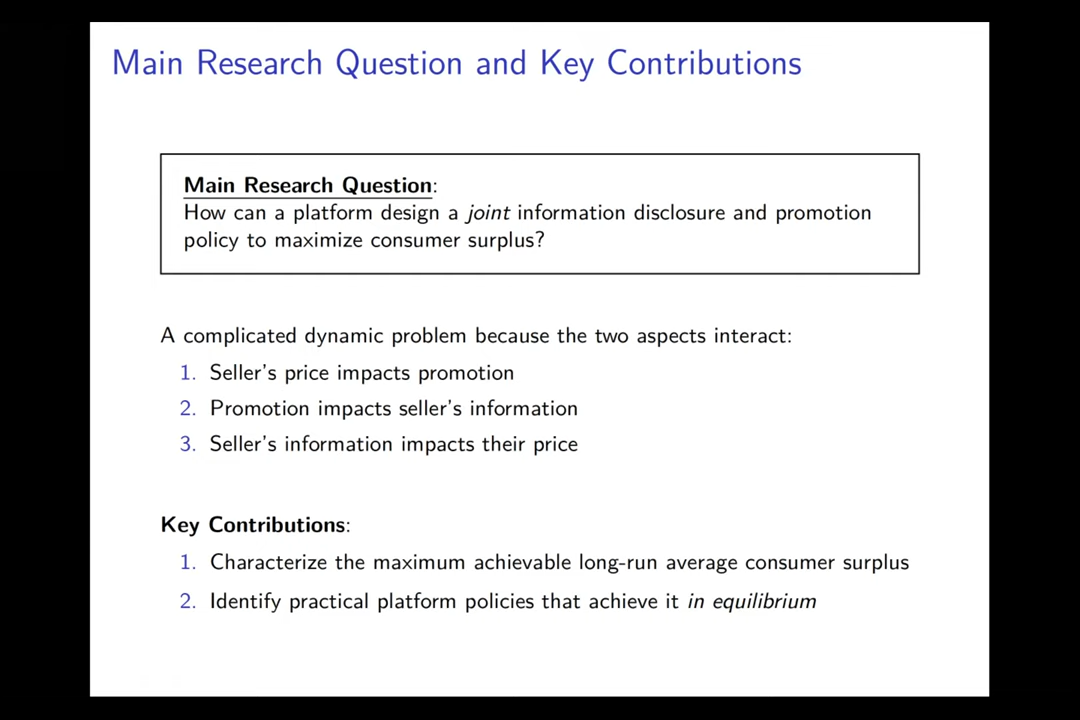 Main Research Question and Key Contributions
Main Research Question:
How can a platform design a joint information disclosure and promotion
policy to maximize consumer surplus?
A complicated dynamic problem because the two aspects interact:
1. Seller's price impacts promotion
2. Promotion impacts seller's information
3. Seller's information impacts their price
Key Contributions:
1. Characterize the maximum achievable long-run average consumer surplus
2. Identify practical platform policies that achieve it in equilibrium